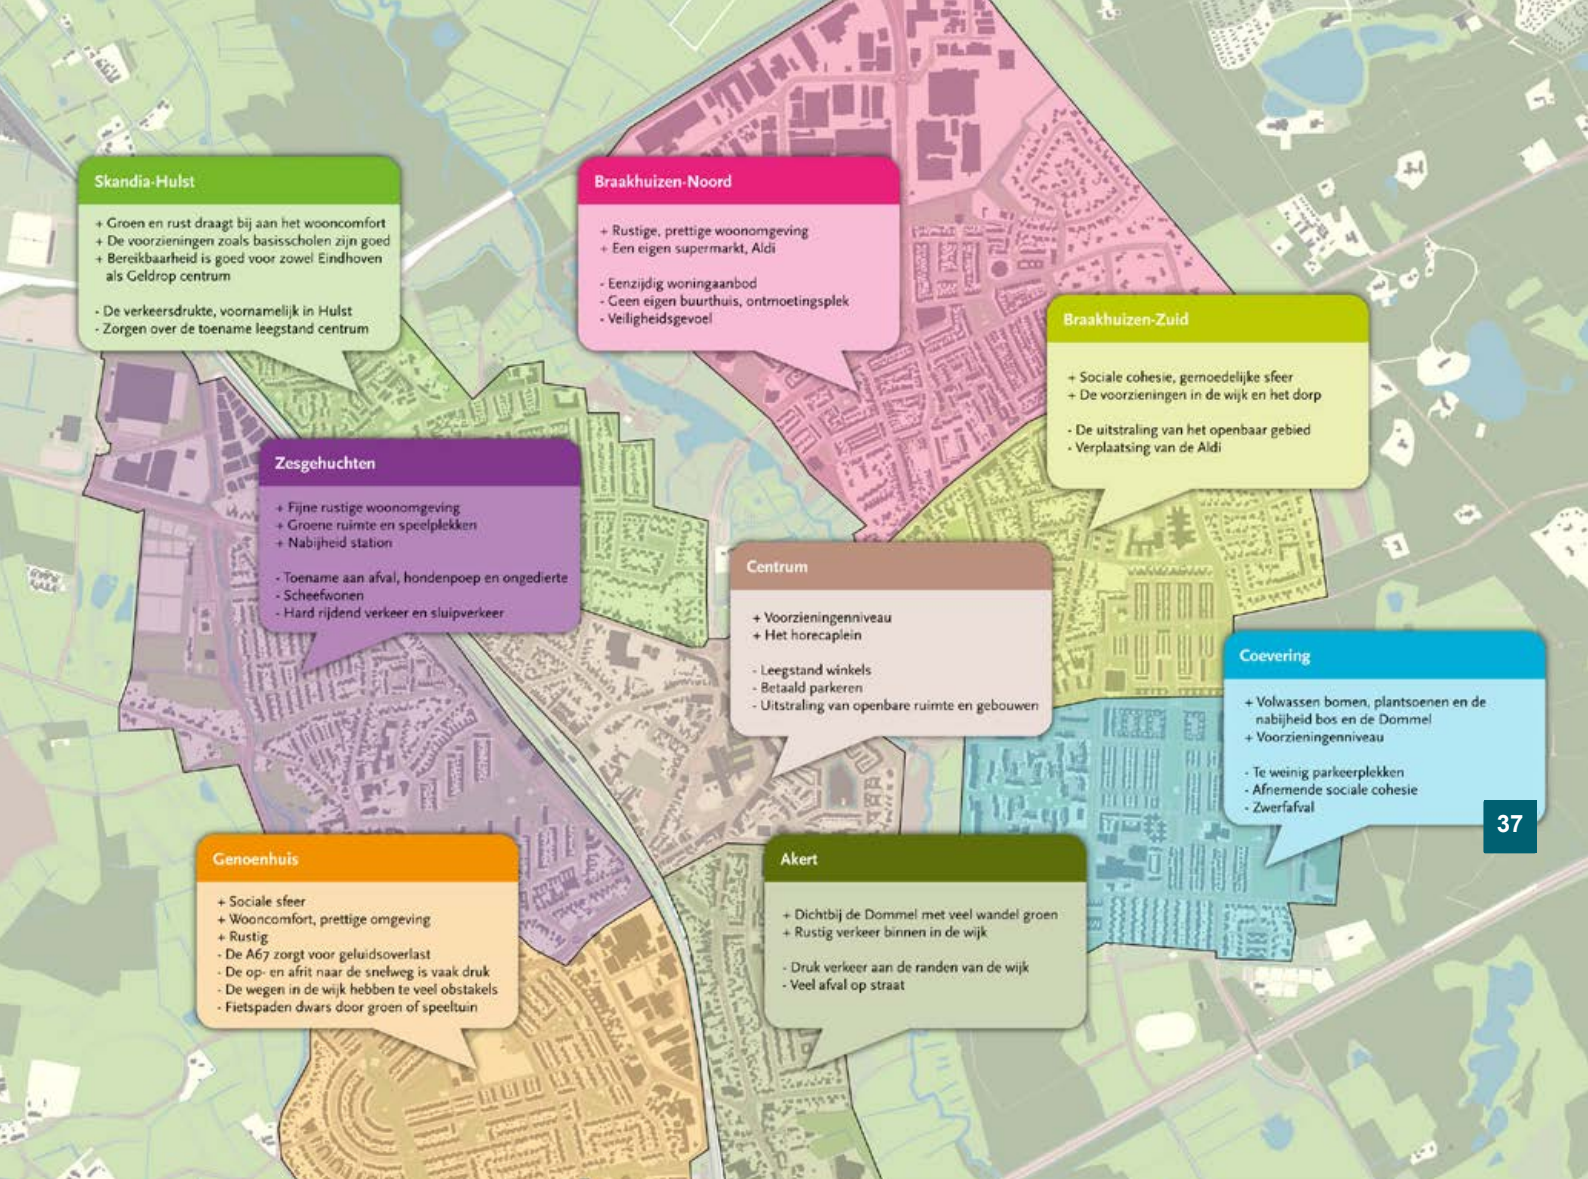 Skandia-Hulst
+ Groen en rust draagt bij aan het wooncomfort
+ De voorzieningen zoals basisscholen zijn goed
+ Bereikbaarheid is goed voor zowel Eindhoven
als Geldrop centrum
- De verkeersdrukte, voornamelijk in Hulst
- Zorgen over de toename leegstand centrum
Braakhuizen-Noord
+ Rustige, prettige woonomgeving
+ Een eigen supermarkt, Aldi
- Eenzijdig woningaanbod
- Geen eigen buurthuis, ontmoetingsplek
- Veiligheidsgevoel
Braakhuizen-Zuid
+ Sociale cohesie, gemoedelijke sfeer
+ De voorzieningen in de wijk en het dorp
- De uitstraling van het openbaar gebied
- Verplaatsing van de Aldi
Zesgehuchten
+ Fijne rustige woonomgeving
+ Groene ruimte en speelplekken
+ Nabijheid station
- Toename aan afval, hondenpoep en ongedierte
- Scheefwonen
- Hard rijdend verkeer en sluipverkeer
Centrum
+ Voorzieningenniveau
+ Het horecaplein
- Leegstand winkels
- Betaald parkeren
- Uitstraling van openbare ruimte en gebouwen
Coevering
+ Volwassen bomen, plantsoenen en de
nabijheid bos en de Dommel
+ Voorzieningenniveau
- Te weinig parkeerplekken
- Afnemende sociale cohesie
- Zwerfafval
37
Genoenhuis
+ Sociale sfeer
+ Wooncomfort, prettige omgeving
+ Rustig
- De A67 zorgt voor geluidsoverlast
- De op- en afrit naar de snelweg is vaak druk
- De wegen in de wijk hebben te veel obstakels
- Fietspaden dwars door groen of speeltuin
Akert
+ Dichtbij de Dommel met veel wandel groen
+ Rustig verkeer binnen in de wijk
- Druk verkeer aan de randen van de wijk
- Veel afval op straat